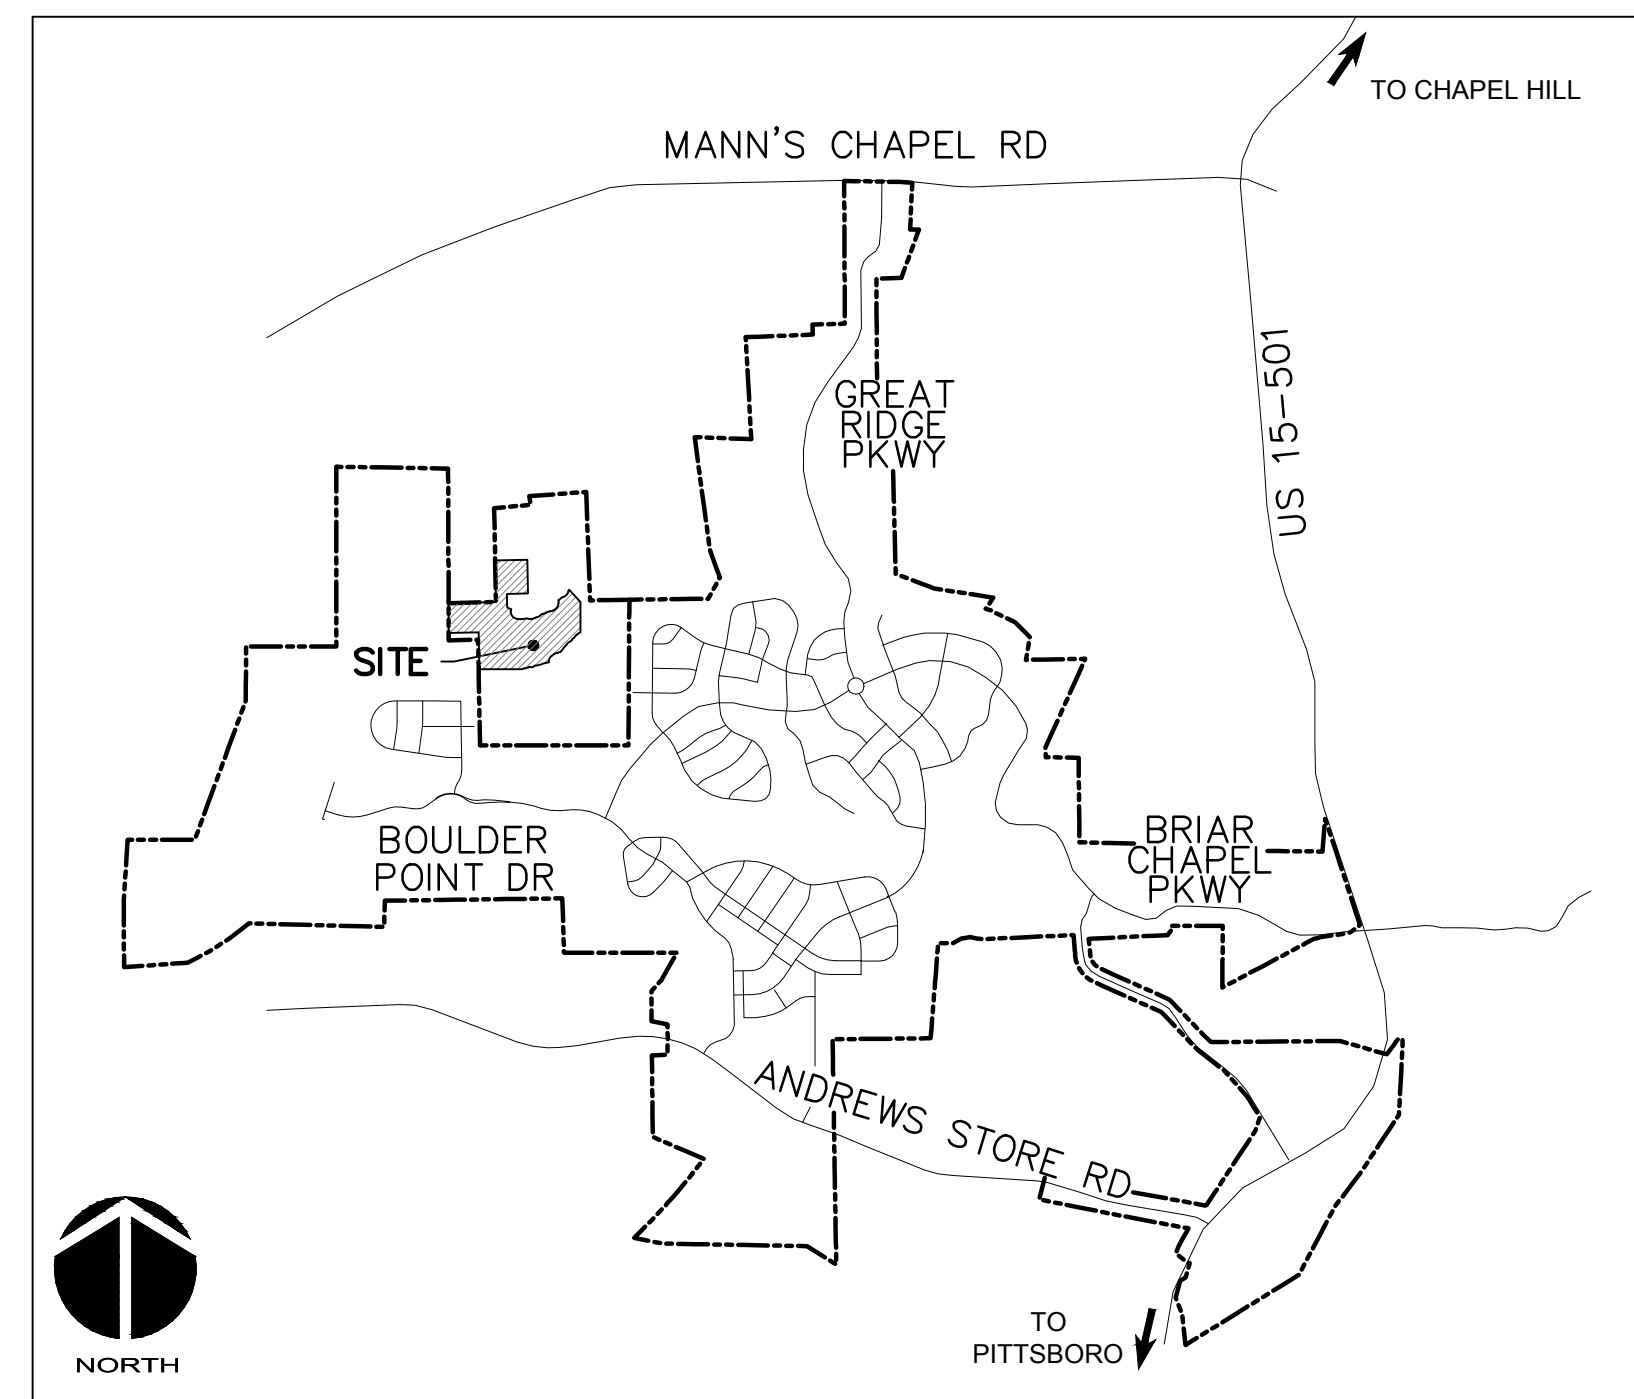 TO CHAPEL HILL
MANN'S CHAPEL RD
US 15-501
GREAT
RIDGE
PKWY
SITE
BOULDER
POINT DR
BRIAR
CHAPEL
PKWY
ANDREWS STORE RD
TO
PITTSBORO
NORTH